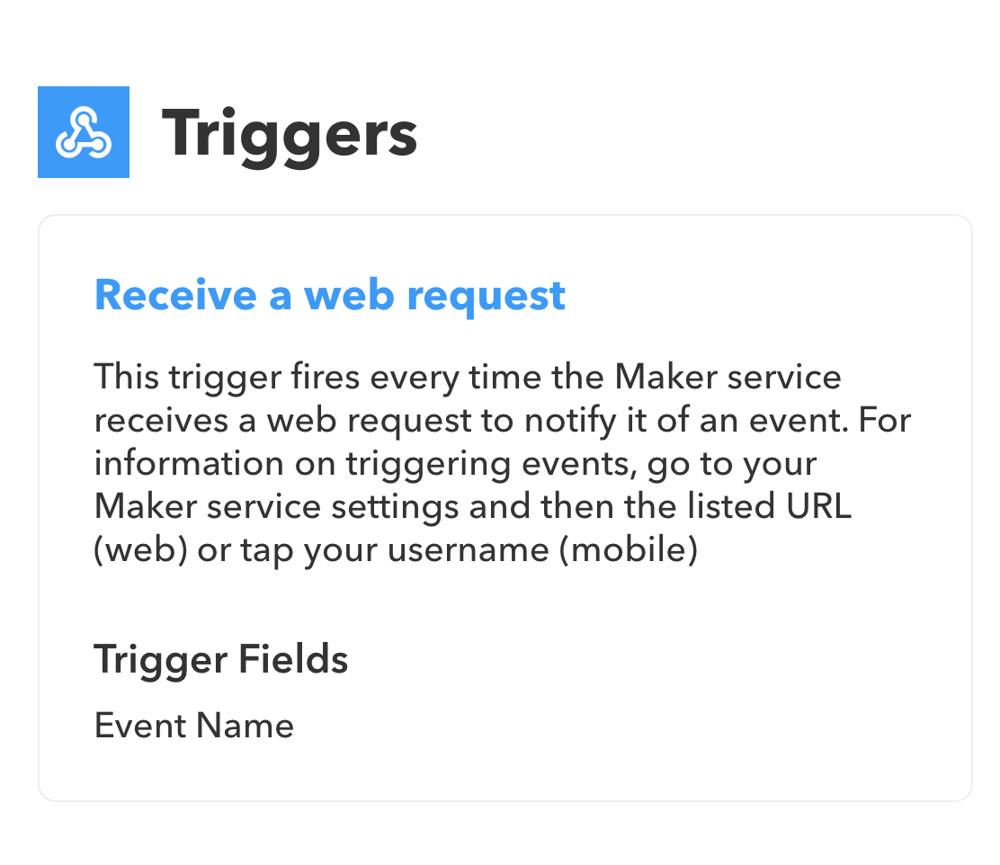 Triggers
Receive a web request
This trigger fires every time the Maker service
receives a web request to notify it of an event. For
information on triggering events, go to your
Maker service settings and then the listed URL
(web) or tap your username (mobile)
Trigger Fields
Event Name